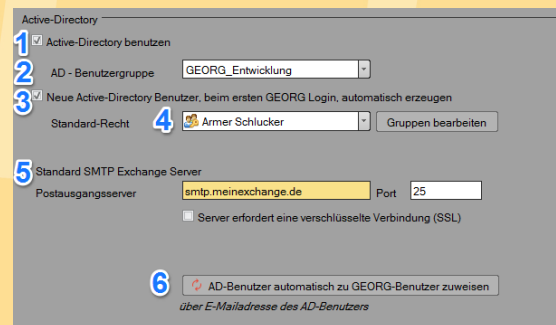 Active-Directory
1 Active-Directory benutzen
2 AD - Benutzergruppe GEORG_Entwicklung
3 Neue Active-Directory Benutzer, beim ersten GEORG Login, automatisch erzeugen
Standard-Recht 4 Armer Schlucker Gruppen bearbeiten
5 Standard SMTP Exchange Server
Postausgangsserver smtp.meinexchange.de Port 25
Server erfordert eine verschlüsselte Verbindung (SSL)
6 AD-Benutzer automatisch zu GEORG-Benutzer zuweisen
über E-Mailadresse des AD-Benutzers